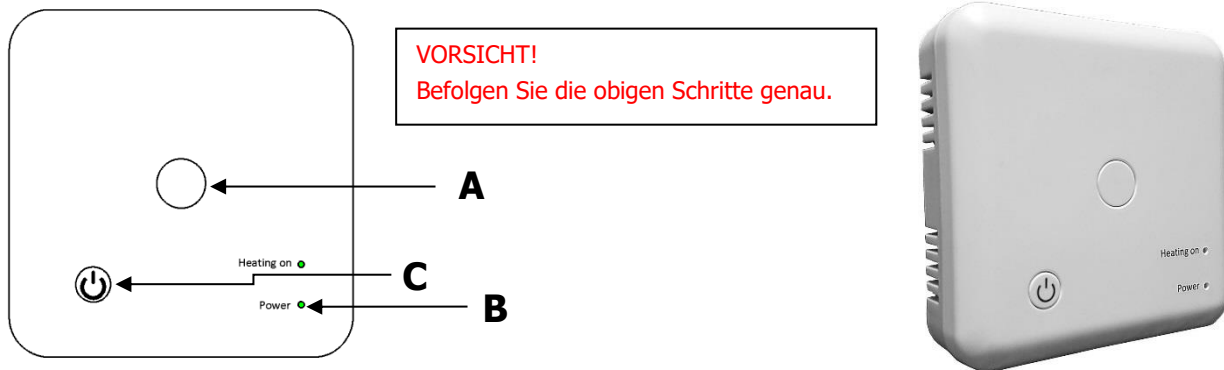 VORSICHT!
Befolgen Sie die obigen Schritte genau.
A
Heating on
C
Power
B
Heating on
Power